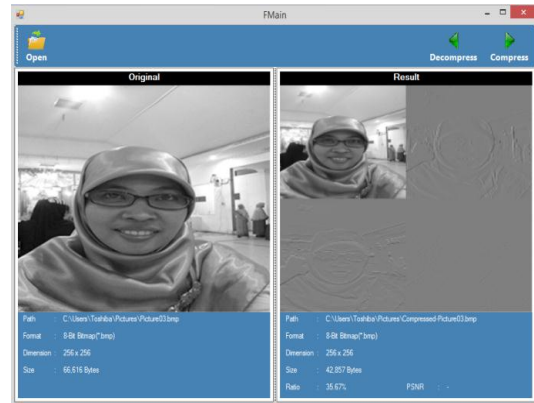 FMain
Open
Decompress Compress
Original
Result
Path : C:\Users\Toshiba\Pictures\Picture03.bmp
Format : 8-Bit Bitmap(*.bmp)
Dimension : 256 x 256
Size : 66,616 Bytes
Path : C:\Users\Toshiba\Pictures\Compressed-Picture03.bmp
Format : 8-Bit Bitmap(*.bmp)
Dimension : 256 x 256
Size : 42,857 Bytes
Ratio : 35.67% PSNR : -